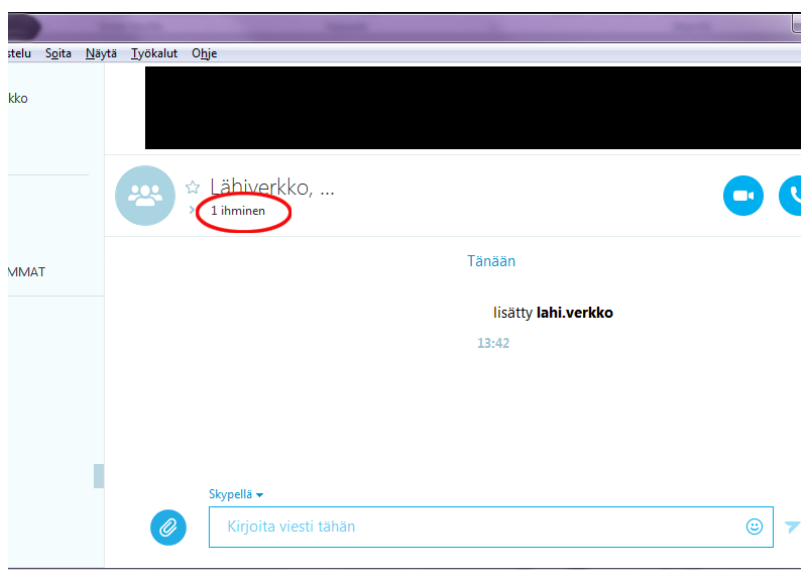 stelu Soita Näytä Työkalut Ohje
kko
Lähiverkko, ...
1 ihminen
MMAT
Tänään
lisätty lahi.verkko
13:42
Skypellä
Kirjoita viesti tähän